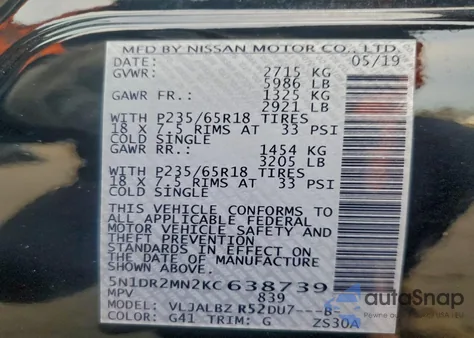 MFD BY NISSAN MOTOR CO., LTD.
DATE: 05/19
GVWR: 2715 KG
5986 LB
GAWR FR.: 1325 KG
2921 LB
WITH P235/65R18 TIRES
18 X 7.5 RIMS AT 33 PSI
COLD SINGLE
GAWR RR.: 1454 KG
3205 LB
WITH P235/65R18 TIRES
18 X 7.5 RIMS AT 33 PSI
COLD SINGLE
THIS VEHICLE CONFORMS TO
ALL APPLICABLE FEDERAL
MOTOR VEHICLE SAFETY AND
THEFT PREVENTION
STANDARDS IN EFFECT ON
THE DATE OF MANUFACTURE
SHOWN ABOVE.
5N1DR2MN2KC638739
MPV 839
MODEL: VLJALBZ R52DU7---B-
COLOR: G41 TRIM: G ZS30A
autoSnap